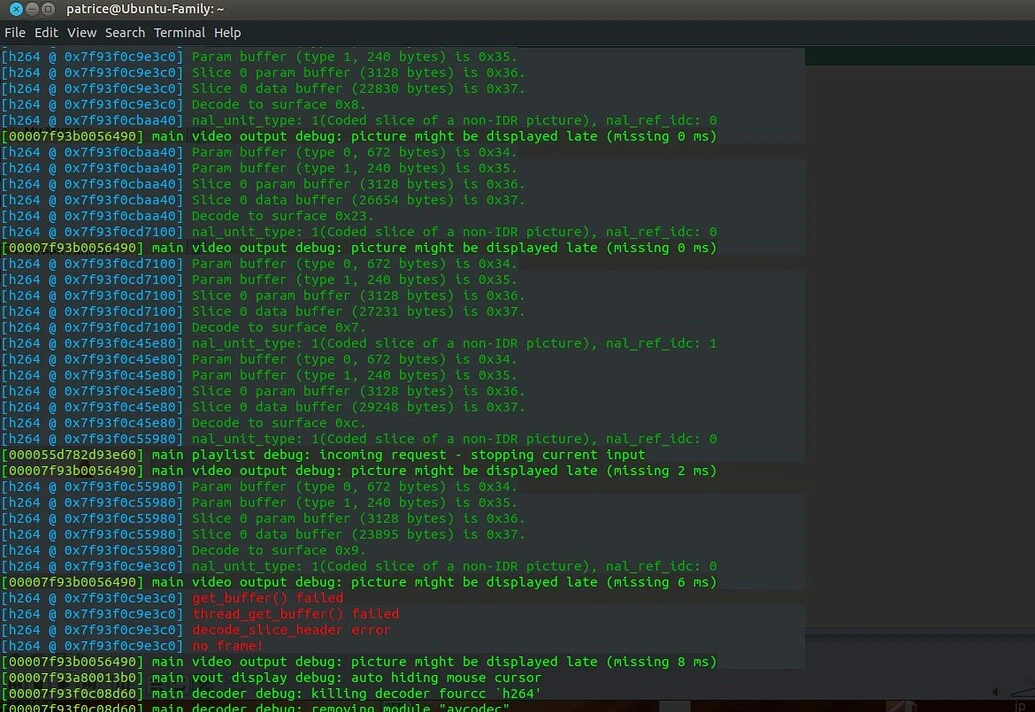 patrice@Ubuntu-Family: ~
File Edit View Search Terminal Help
[h264 @ 0x7f93f0c9e3c0] Param buffer (type 1, 240 bytes) is 0x35.
[h264 @ 0x7f93f0c9e3c0] Slice 0 param buffer (3128 bytes) is 0x36.
[h264 @ 0x7f93f0c9e3c0] Slice 0 data buffer (22830 bytes) is 0x37.
[h264 @ 0x7f93f0c9e3c0] Decode to surface 0x8.
[h264 @ 0x7f93f0cbaa40] nal_unit_type: 1(Coded slice of a non-IDR picture), nal_ref_idc: 0
[00007f93b0056490] main video output debug: picture might be displayed late (missing 0 ms)
[h264 @ 0x7f93f0cbaa40] Param buffer (type 0, 672 bytes) is 0x34.
[h264 @ 0x7f93f0cbaa40] Param buffer (type 1, 240 bytes) is 0x35.
[h264 @ 0x7f93f0cbaa40] Slice 0 param buffer (3128 bytes) is 0x36.
[h264 @ 0x7f93f0cbaa40] Slice 0 data buffer (26654 bytes) is 0x37.
[h264 @ 0x7f93f0cbaa40] Decode to surface 0x23.
[h264 @ 0x7f93f0cd7100] nal_unit_type: 1(Coded slice of a non-IDR picture), nal_ref_idc: 0
[00007f93b0056490] main video output debug: picture might be displayed late (missing 0 ms)
[h264 @ 0x7f93f0cd7100] Param buffer (type 0, 672 bytes) is 0x34.
[h264 @ 0x7f93f0cd7100] Param buffer (type 1, 240 bytes) is 0x35.
[h264 @ 0x7f93f0cd7100] Slice 0 param buffer (3128 bytes) is 0x36.
[h264 @ 0x7f93f0cd7100] Slice 0 data buffer (27231 bytes) is 0x37.
[h264 @ 0x7f93f0cd7100] Decode to surface 0x7.
[h264 @ 0x7f93f0c45e80] nal_unit_type: 1(Coded slice of a non-IDR picture), nal_ref_idc: 1
[h264 @ 0x7f93f0c45e80] Param buffer (type 0, 672 bytes) is 0x34.
[h264 @ 0x7f93f0c45e80] Param buffer (type 1, 240 bytes) is 0x35.
[h264 @ 0x7f93f0c45e80] Slice 0 param buffer (3128 bytes) is 0x36.
[h264 @ 0x7f93f0c45e80] Slice 0 data buffer (29248 bytes) is 0x37.
[h264 @ 0x7f93f0c45e80] Decode to surface 0xc.
[h264 @ 0x7f93f0c55980] nal_unit_type: 1(Coded slice of a non-IDR picture), nal_ref_idc: 0
[000055d782d93e60] main playlist debug: incoming request - stopping current input
[00007f93b0056490] main video output debug: picture might be displayed late (missing 2 ms)
[h264 @ 0x7f93f0c55980] Param buffer (type 0, 672 bytes) is 0x34.
[h264 @ 0x7f93f0c55980] Param buffer (type 1, 240 bytes) is 0x35.
[h264 @ 0x7f93f0c55980] Slice 0 param buffer (3128 bytes) is 0x36.
[h264 @ 0x7f93f0c55980] Slice 0 data buffer (23895 bytes) is 0x37.
[h264 @ 0x7f93f0c55980] Decode to surface 0x9.
[h264 @ 0x7f93f0c9e3c0] nal_unit_type: 1(Coded slice of a non-IDR picture), nal_ref_idc: 0
[00007f93b0056490] main video output debug: picture might be displayed late (missing 6 ms)
[h264 @ 0x7f93f0c9e3c0] get_buffer() failed
[h264 @ 0x7f93f0c9e3c0] thread_get_buffer() failed
[h264 @ 0x7f93f0c9e3c0] decode_slice_header error
[h264 @ 0x7f93f0c9e3c0] no frame!
[00007f93b0056490] main video output debug: picture might be displayed late (missing 8 ms)
[00007f93a80013b0] main vout display debug: auto hiding mouse cursor
[00007f93f0c08d60] main decoder debug: killing decoder fourcc `h264'
[00007f93f0c08d60] main decoder debug: removing module "avcodec"